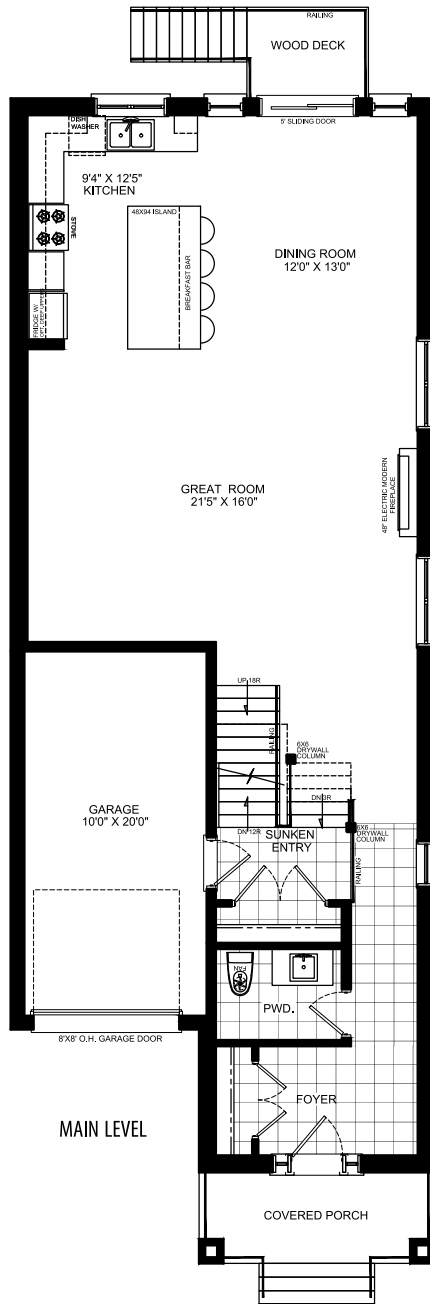 RAILING
WOOD DECK
5' SLIDING DOOR
DISH
WASHER
9'4" X 12'5"
KITCHEN
STOVE
48X94 ISLAND
BREAKFAST BAR
DINING ROOM
12'0" X 13'0"
FRIDGE W/
GREAT ROOM
21'5" X 16'0"
48" ELECTRIC MODERN
FIREPLACE
UP 18R
RAILING
6X6
DRYWALL
COLUMN
DN 3R
GARAGE
10'0" X 20'0"
DN 12R
SUNKEN
ENTRY
6X6
DRYWALL
COLUMN
RAILING
FAN
PWD.
8'X8' O.H. GARAGE DOOR
FOYER
MAIN LEVEL
COVERED PORCH